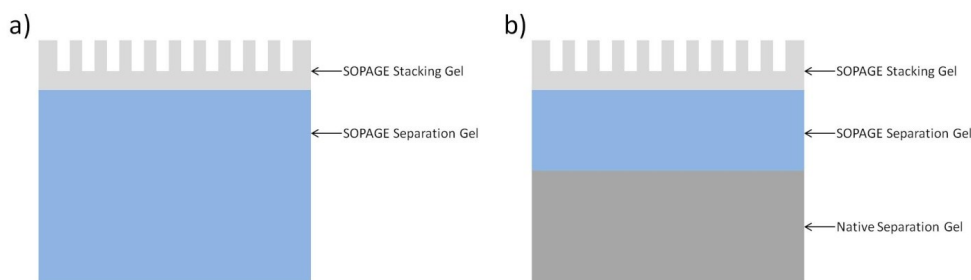 a)
SOPAGE Stacking Gel
SOPAGE Separation Gel
b)
SOPAGE Stacking Gel
SOPAGE Separation Gel
Native Separation Gel